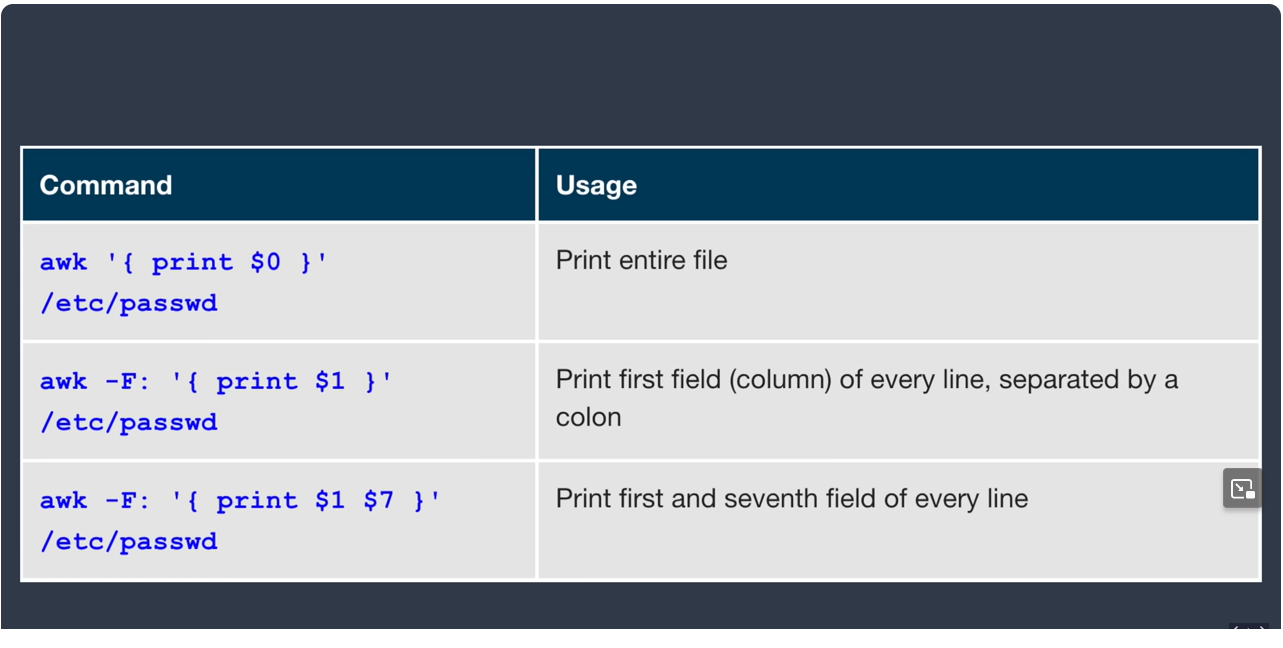 Command
Usage
awk '{ print $0 }'
/etc/passwd
Print entire file
awk -F: '{ print $1 }'
/etc/passwd
Print first field (column) of every line, separated by a
colon
awk -F: '{ print $1 $7 }'
/etc/passwd
Print first and seventh field of every line